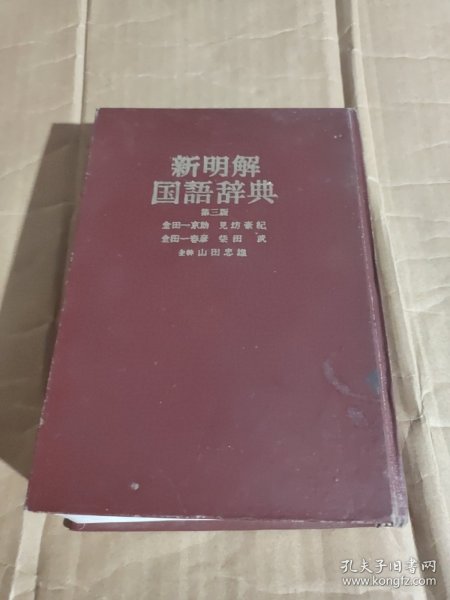 新明解
国語辞典
第三版
金田一京助 見坊豪紀
金田一春彦 柴田 武
主幹 山田忠雄
孔夫子旧书网
www.kongfz.com